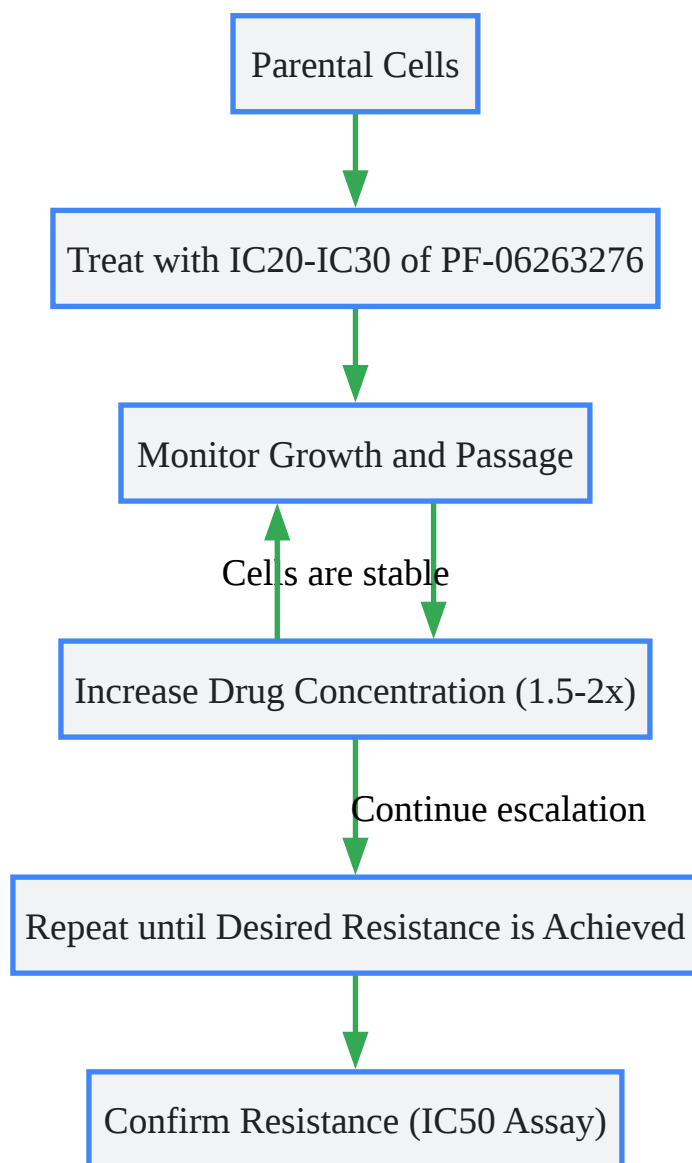 Parental Cells
Treat with IC20-IC30 of PF-06263276
Monitor Growth and Passage
Cells are stable
Increase Drug Concentration (1.5-2x)
Continue escalation
Repeat until Desired Resistance is Achieved
Confirm Resistance (IC50 Assay)